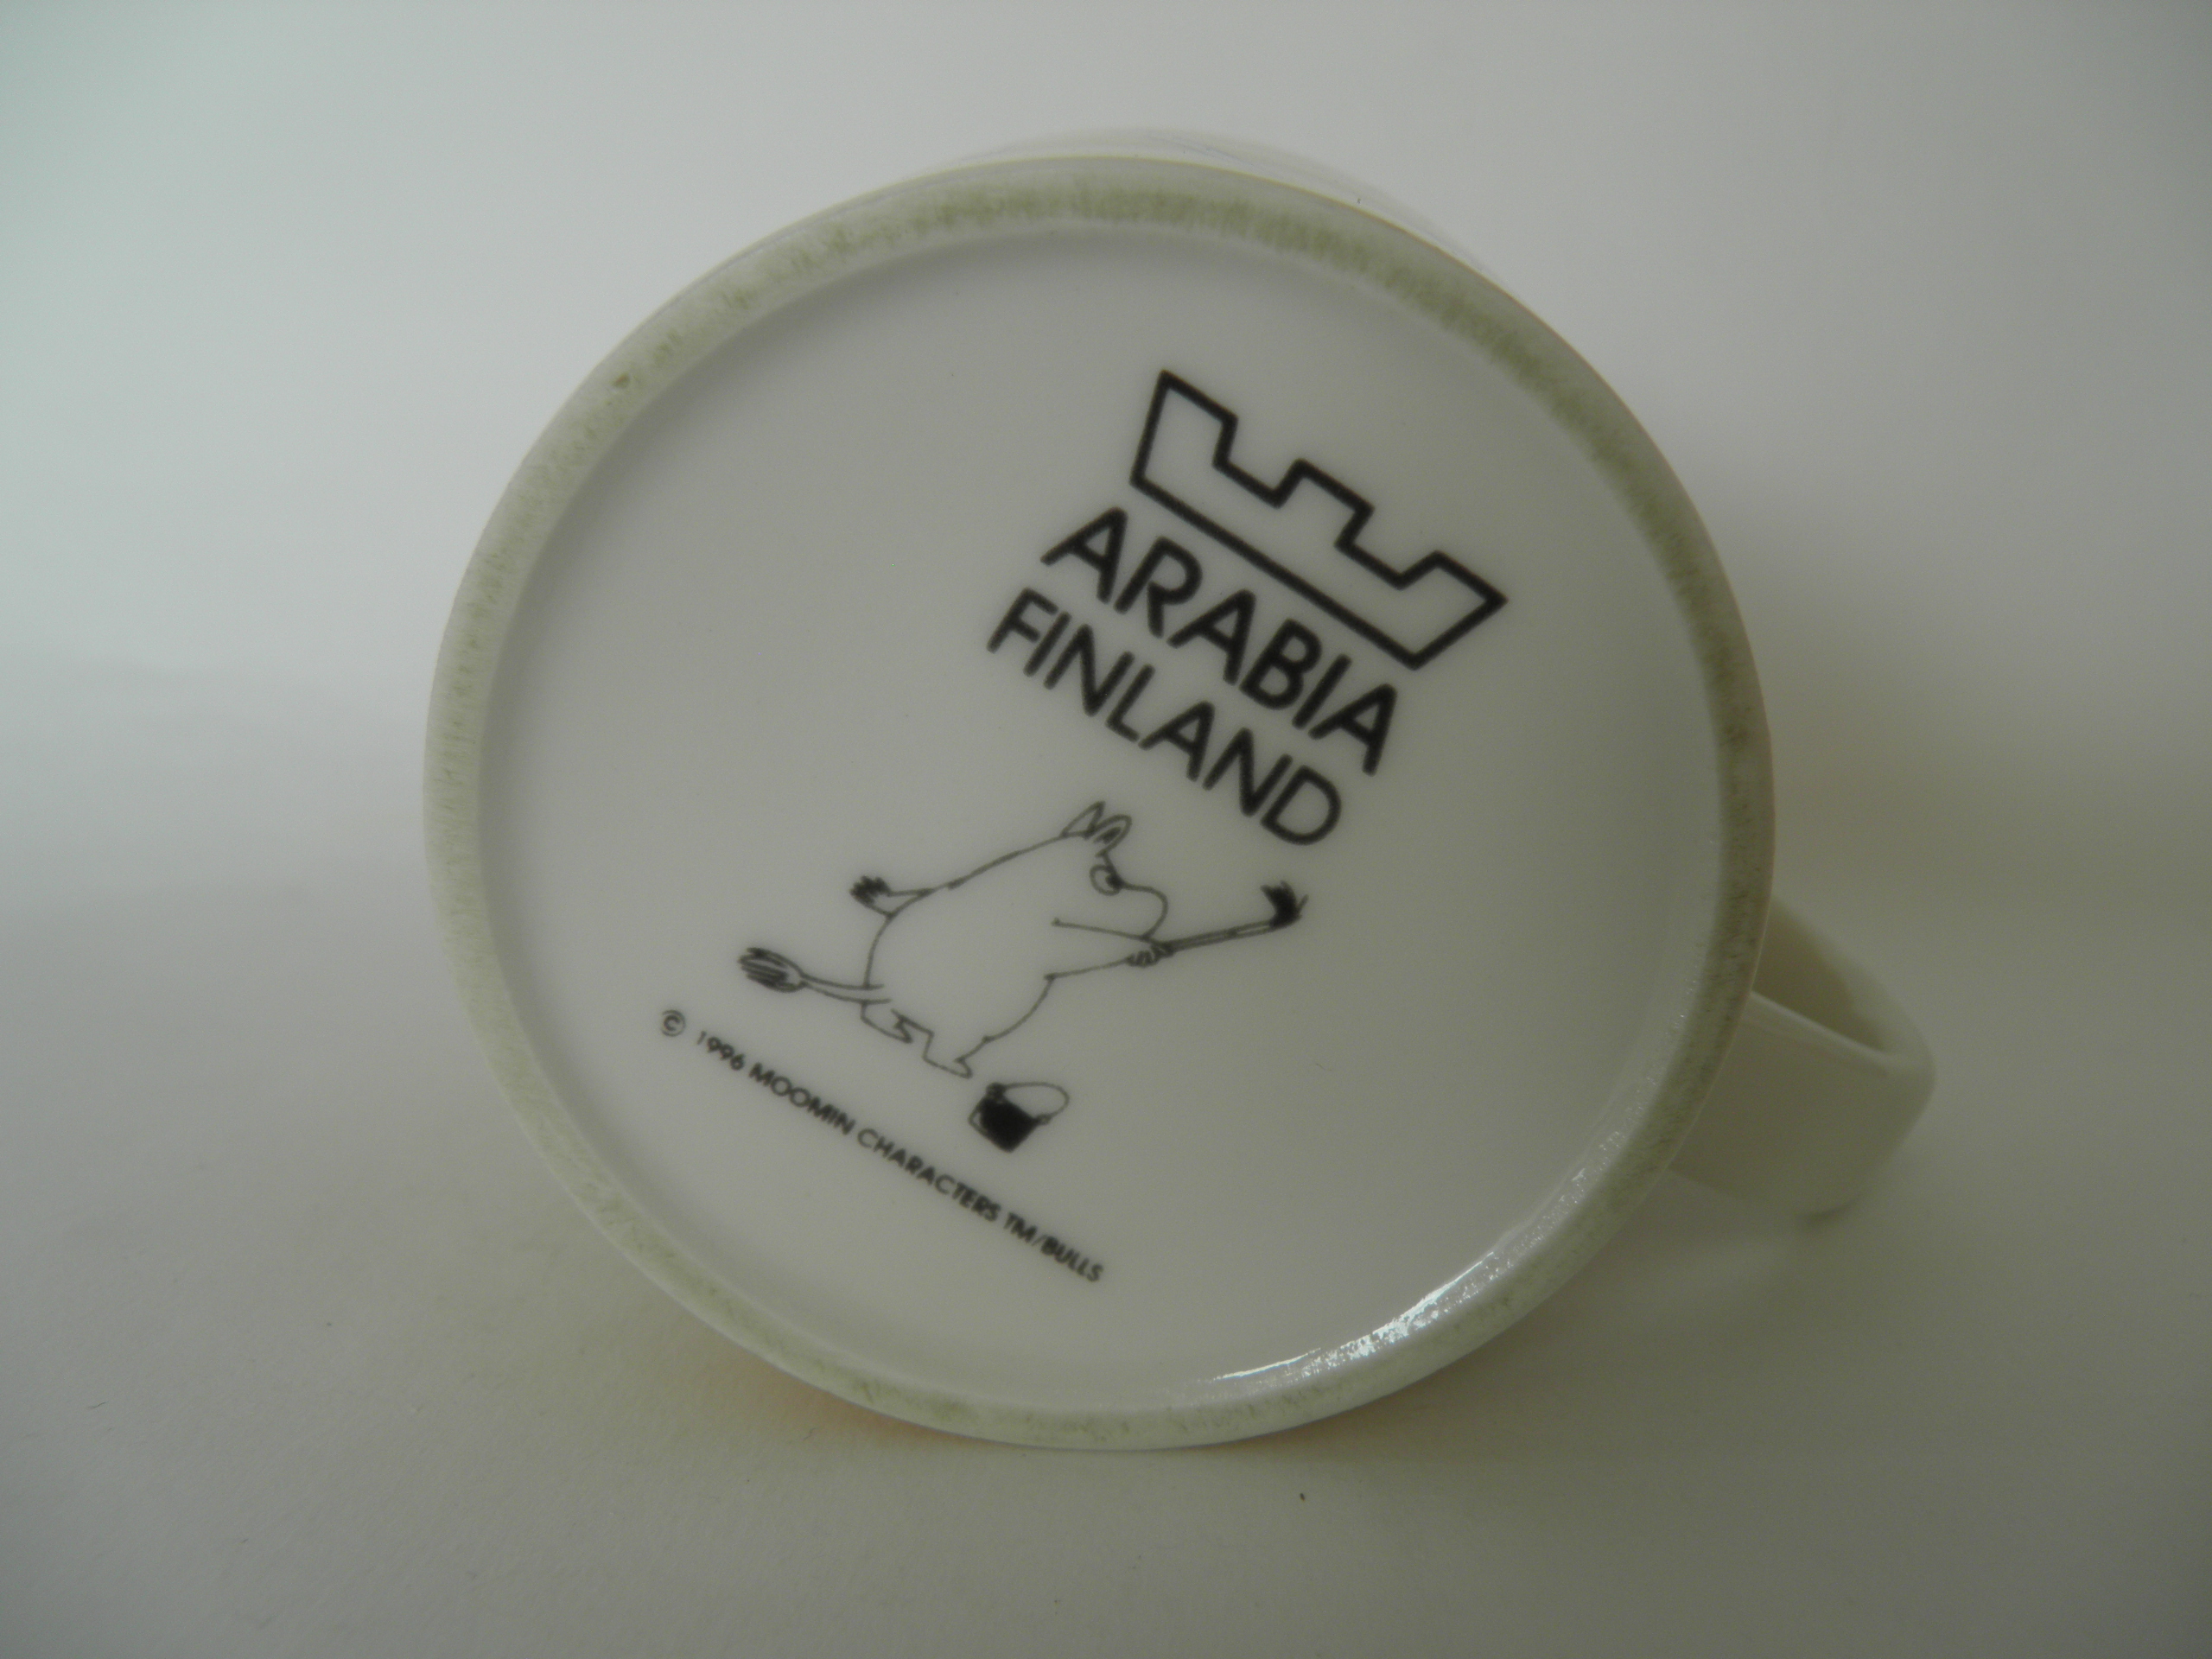 ARABIA
FINLAND
© 1996 MOOMIN CHARACTERS TM/BULLS